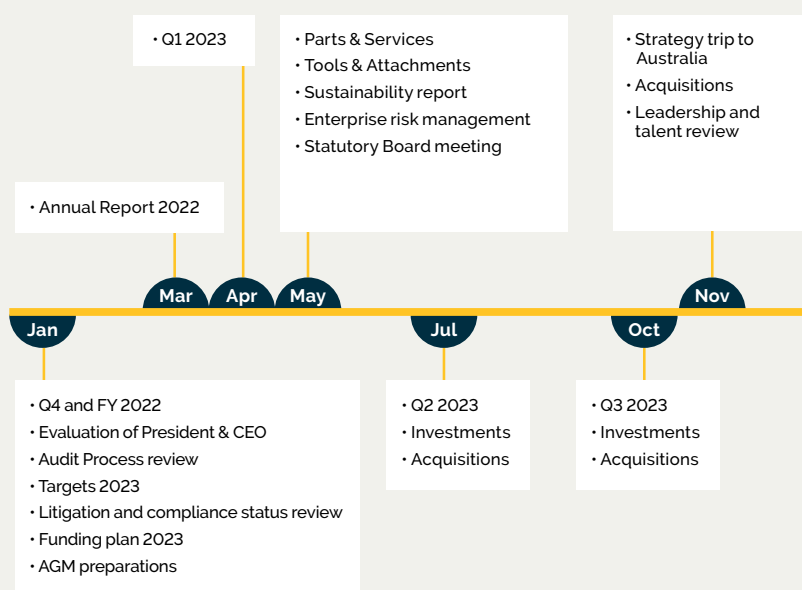 • Q1 2023
• Parts & Services
• Tools & Attachments
• Sustainability report
• Enterprise risk management
• Statutory Board meeting
• Strategy trip to
Australia
• Acquisitions
• Leadership and
talent review
• Annual Report 2022
Mar
Apr
May
Nov
Jan
Jul
Oct
• Q4 and FY 2022
• Evaluation of President & CEO
• Audit Process review
• Targets 2023
• Litigation and compliance status review
• Funding plan 2023
• AGM preparations
• Q2 2023
• Investments
• Acquisitions
• Q3 2023
• Investments
• Acquisitions